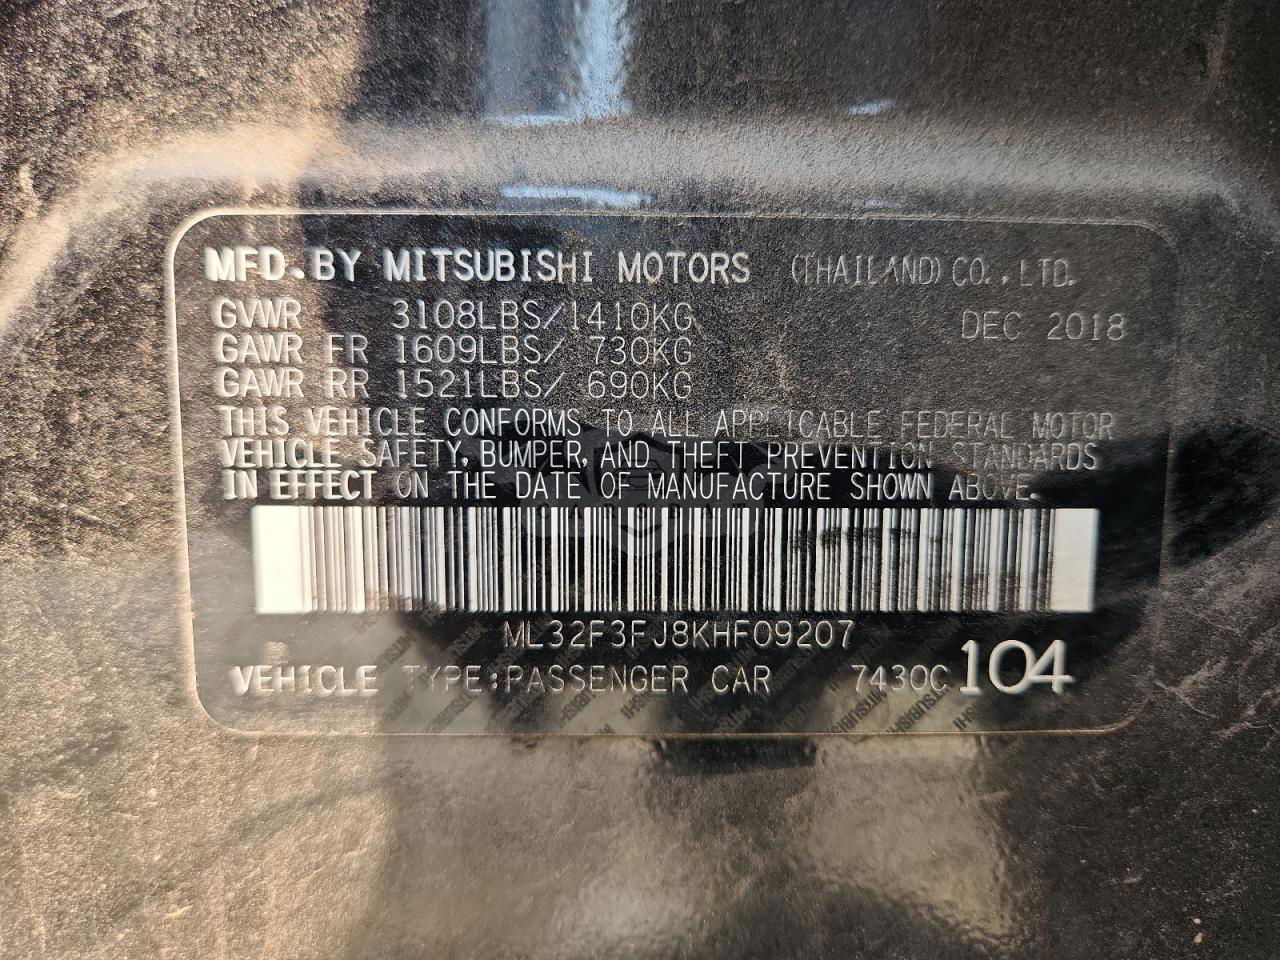 MFD. BY MITSUBISHI MOTORS (THAILAND) CO., LTD.
GVWR 3108LBS/1410KG DEC 2018
GAWR FR 1609LBS/ 730KG
GAWR RR 1521LBS/ 690KG
THIS VEHICLE CONFORMS TO ALL APPLICABLE FEDERAL MOTOR
VEHICLE SAFETY, BUMPER, AND THEFT PREVENTION STANDARDS
IN EFFECT ON THE DATE OF MANUFACTURE SHOWN ABOVE.
ML32F3FJ8KHF09207
VEHICLE TYPE:PASSENGER CAR 7430C 104